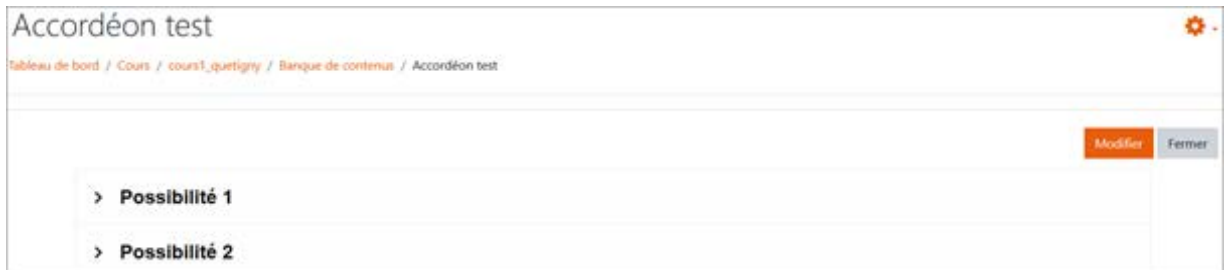 Accordéon test
Tableau de bord / Cours / cours1_quetigny / Banque de contenus / Accordéon test
Modifier Fermer
> Possibilité 1
> Possibilité 2